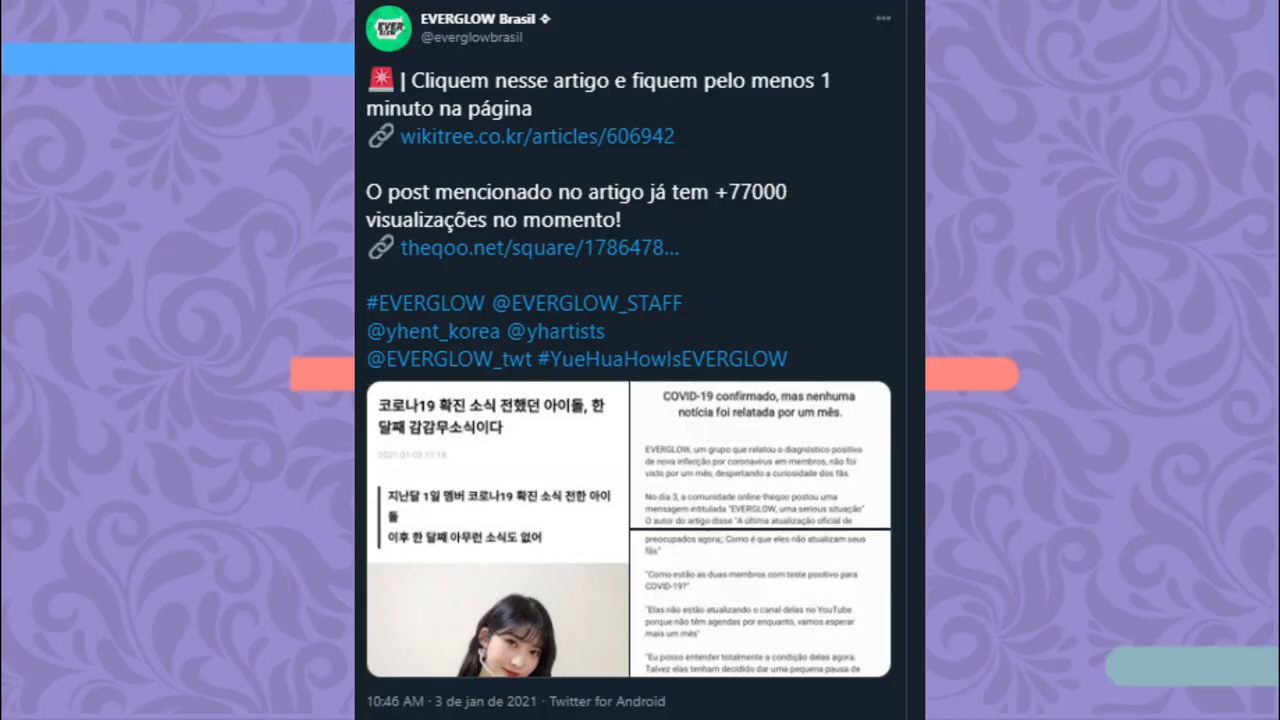 EVERGLOW Brasil
@everglowbrasil
| Cliquem nesse artigo e fiquem pelo menos 1
minuto na página
wikitree.co.kr/articles/606942
O post mencionado no artigo já tem +77000
visualizações no momento!
theqoo.net/square/1786478...
#EVERGLOW @EVERGLOW_STAFF
@yhent_korea @yhartists
@EVERGLOW_twt #YueHuaHowIsEVERGLOW
코로나19 확진 소식 전했던 아이돌, 한
달째 감감무소식이다
2021-01-03 11:18
지난달 1일 멤버 코로나19 확진 소식 전한 아이
돌
이후 한 달째 아무런 소식도 없어
COVID-19 confirmado, mas nenhuma
notícia foi relatada por um mês.
EVERGLOW, um grupo que relatou o diagnóstico positivo
de nova infecção por coronavírus em membros, não foi
visto por um mês, despertando a curiosidade dos fãs.
No dia 3, a comunidade online theqoo postou uma
mensagem intitulada "EVERGLOW, uma serious situação"
O autor do artigo disse "A última atualização oficial de
preocupados agora;; Como é que eles não atualizam seus
fãs"
"Como estão as duas membros com teste positivo para
COVID-19?"
"Elas não estão atualizando o canal delas no YouTube
porque não têm agendas por enquanto, vamos esperar
mais um mês"
"Eu posso entender totalmente a condição delas agora.
Talvez elas tenham decidido dar uma pequena pausa de
10:46 AM · 3 de jan de 2021 · Twitter for Android